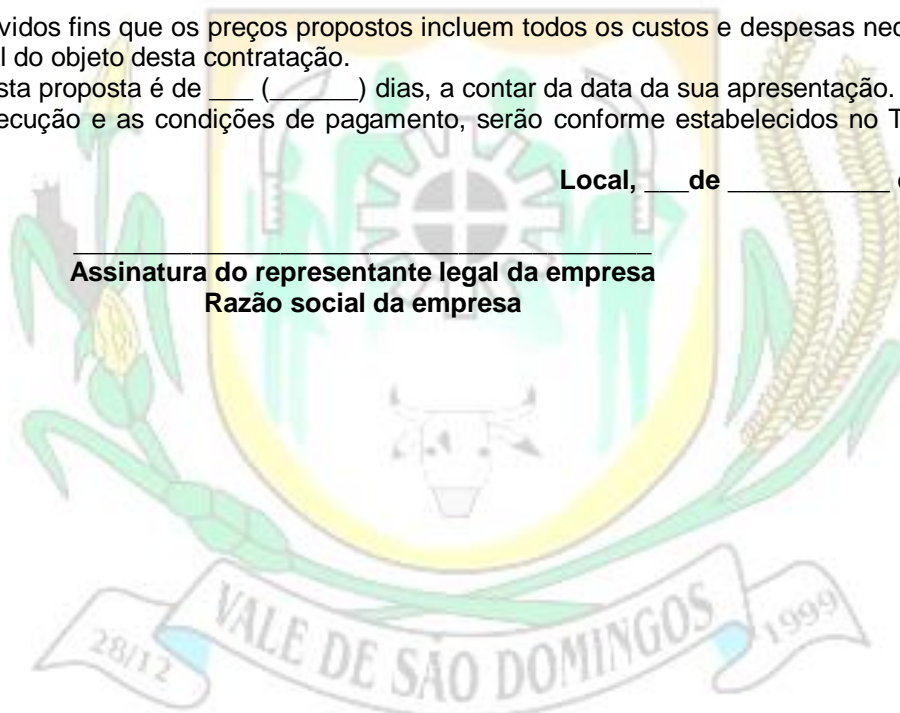 vidos fins que os preços propostos incluem todos os custos e despesas nec
l do objeto desta contratação.
sta proposta é de ___ (______) dias, a contar da data da sua apresentação.
ecução e as condições de pagamento, serão conforme estabelecidos no T
Local, ___de ___________
_______________________________________
Assinatura do representante legal da empresa
Razão social da empresa
28/12 VALE DE SÃO DOMINGOS 1999